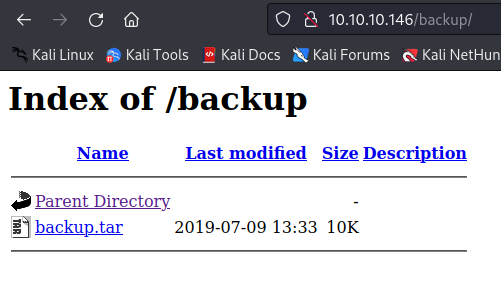 10.10.10.146/backup/
Kali Linux Kali Tools Kali Docs Kali Forums Kali NetHun
Index of /backup
Name Last modified Size Description
Parent Directory -
TAR backup.tar 2019-07-09 13:33 10K